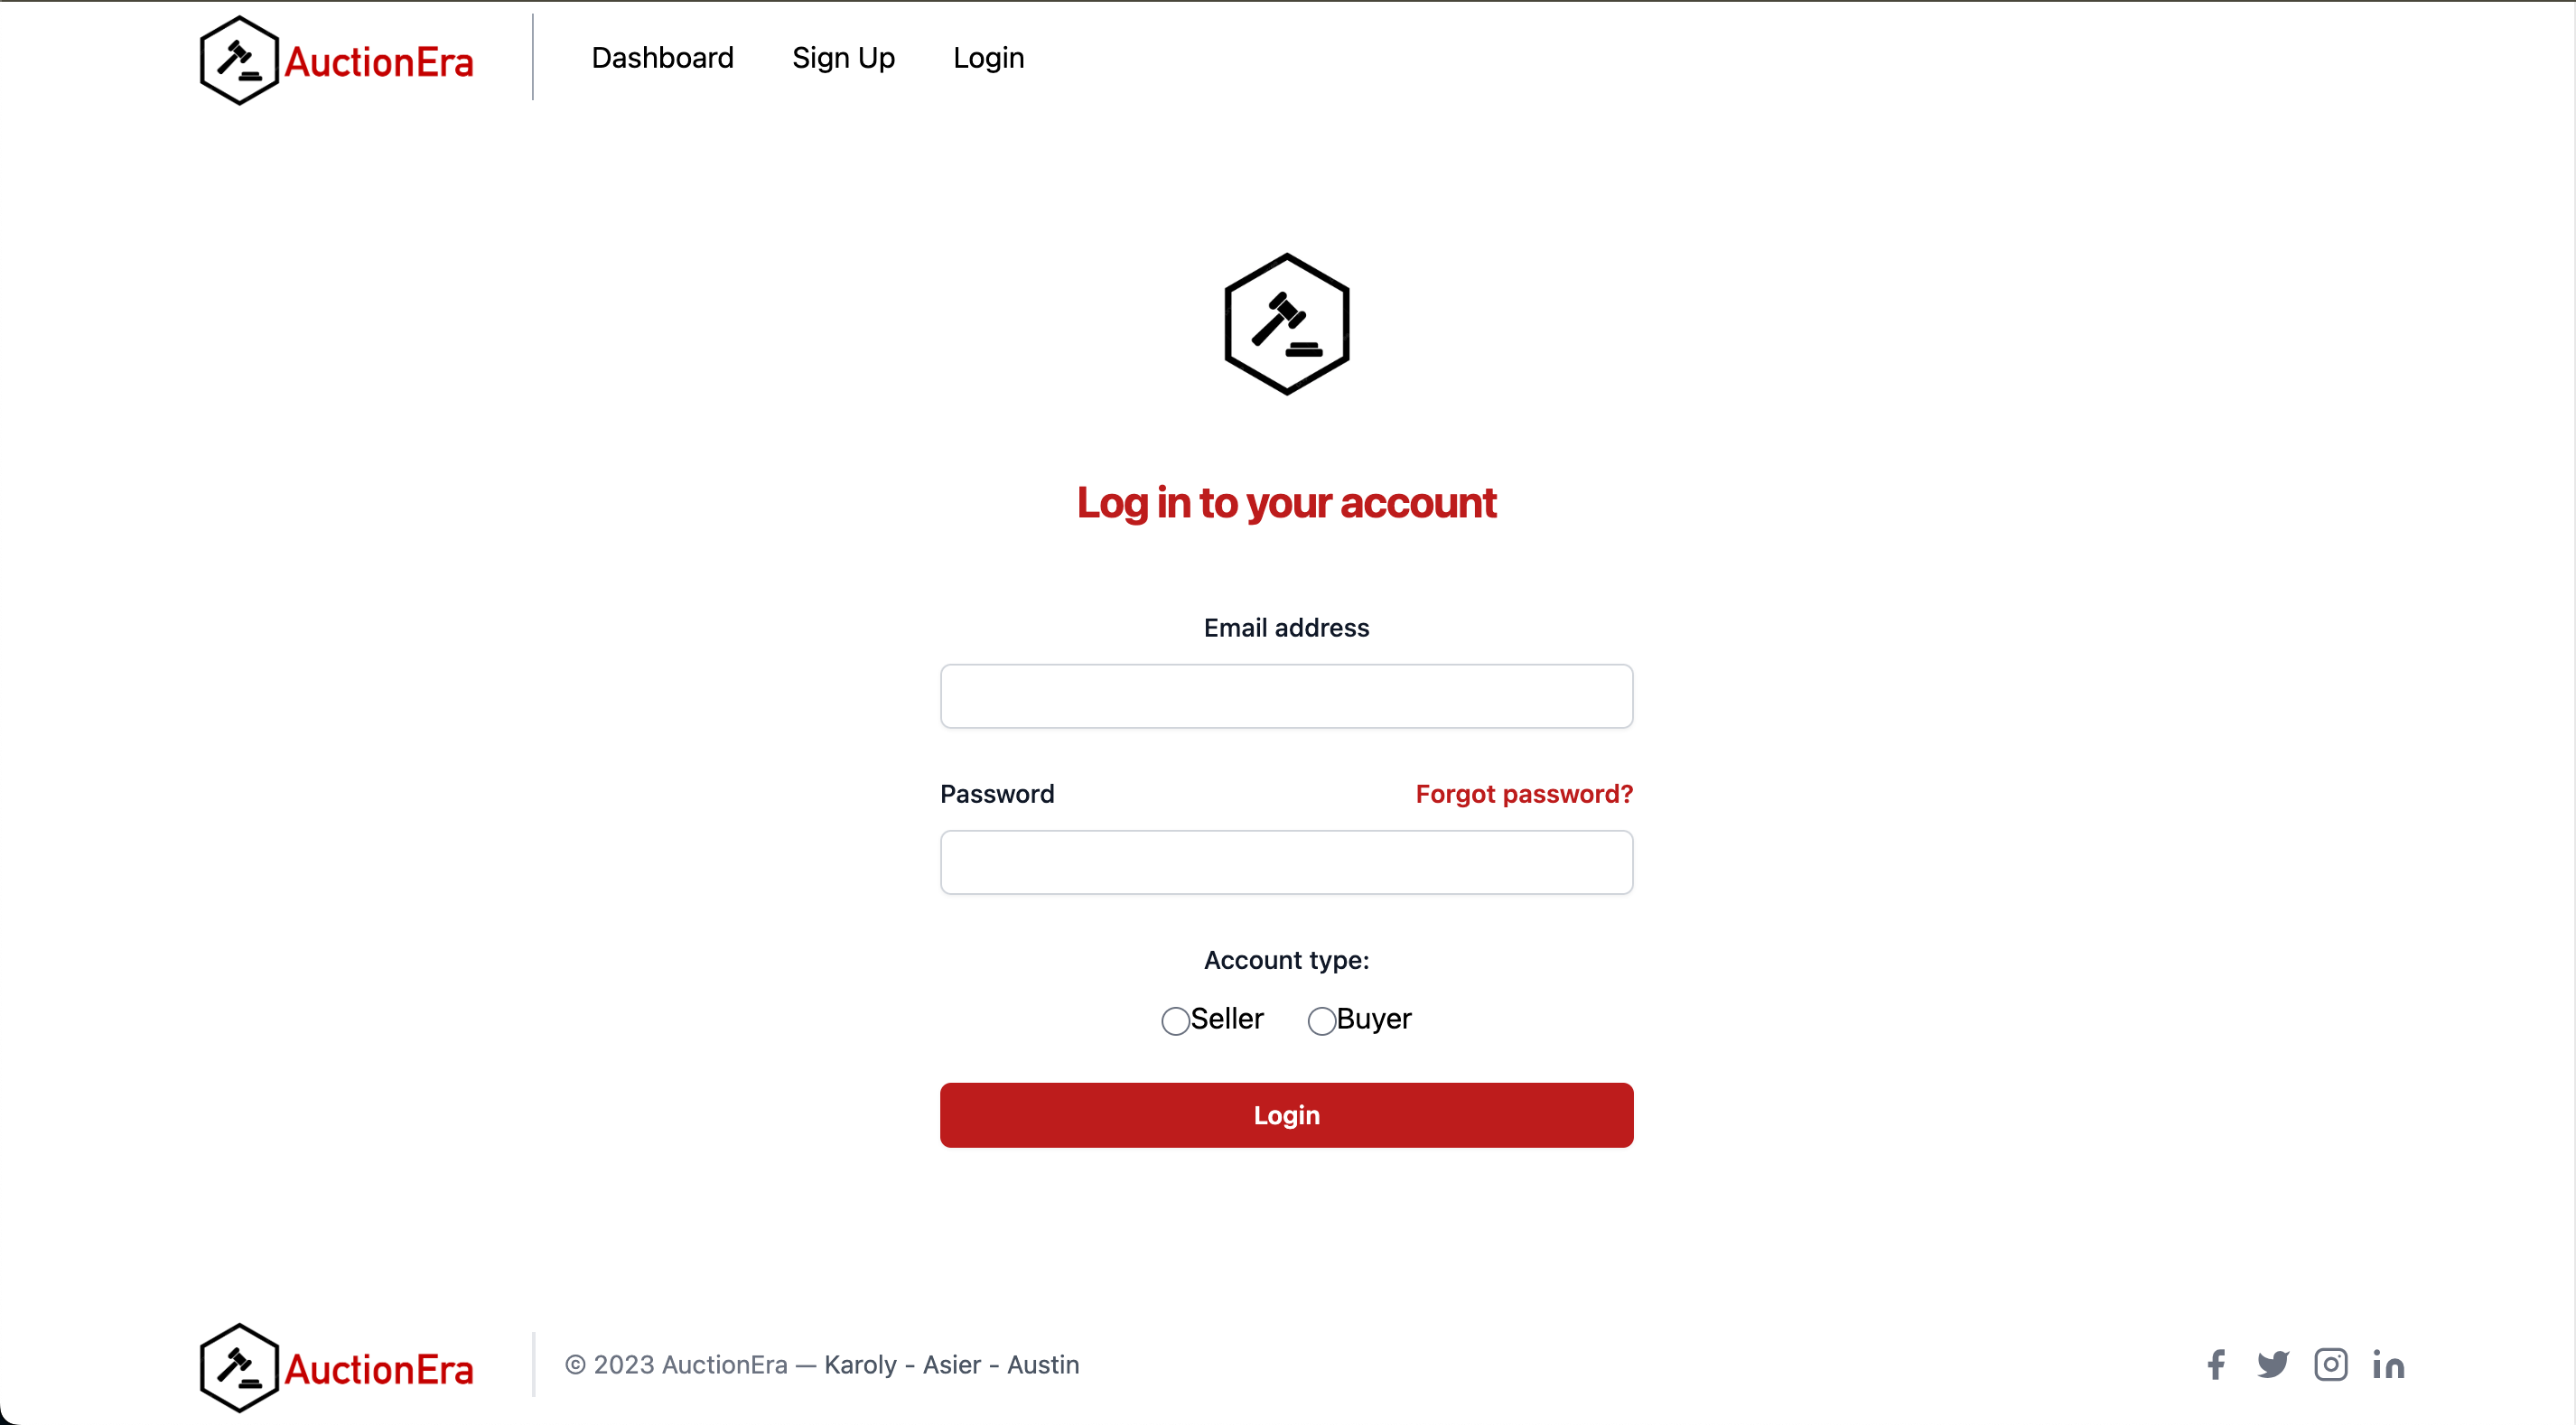 AuctionEra
Dashboard Sign Up Login
Log in to your account
Email address
Password Forgot password?
Account type:
Seller Buyer
Login
AuctionEra
© 2023 AuctionEra — Karoly - Asier - Austin